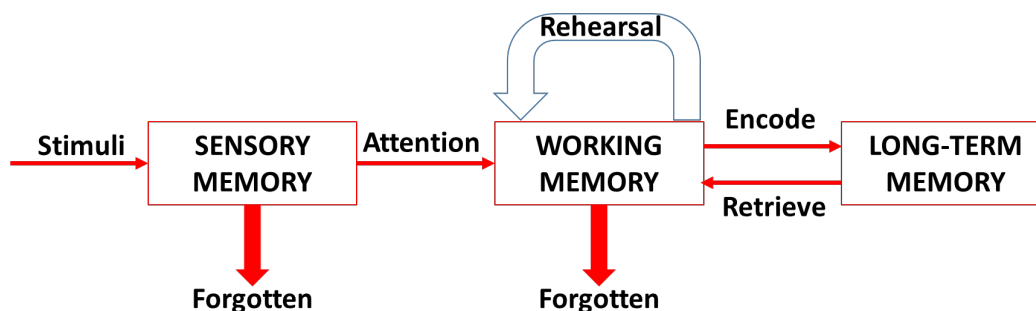 Rehearsal
Stimuli
SENSORY
MEMORY
Attention
WORKING
MEMORY
Encode
Retrieve
LONG-TERM
MEMORY
Forgotten
Forgotten